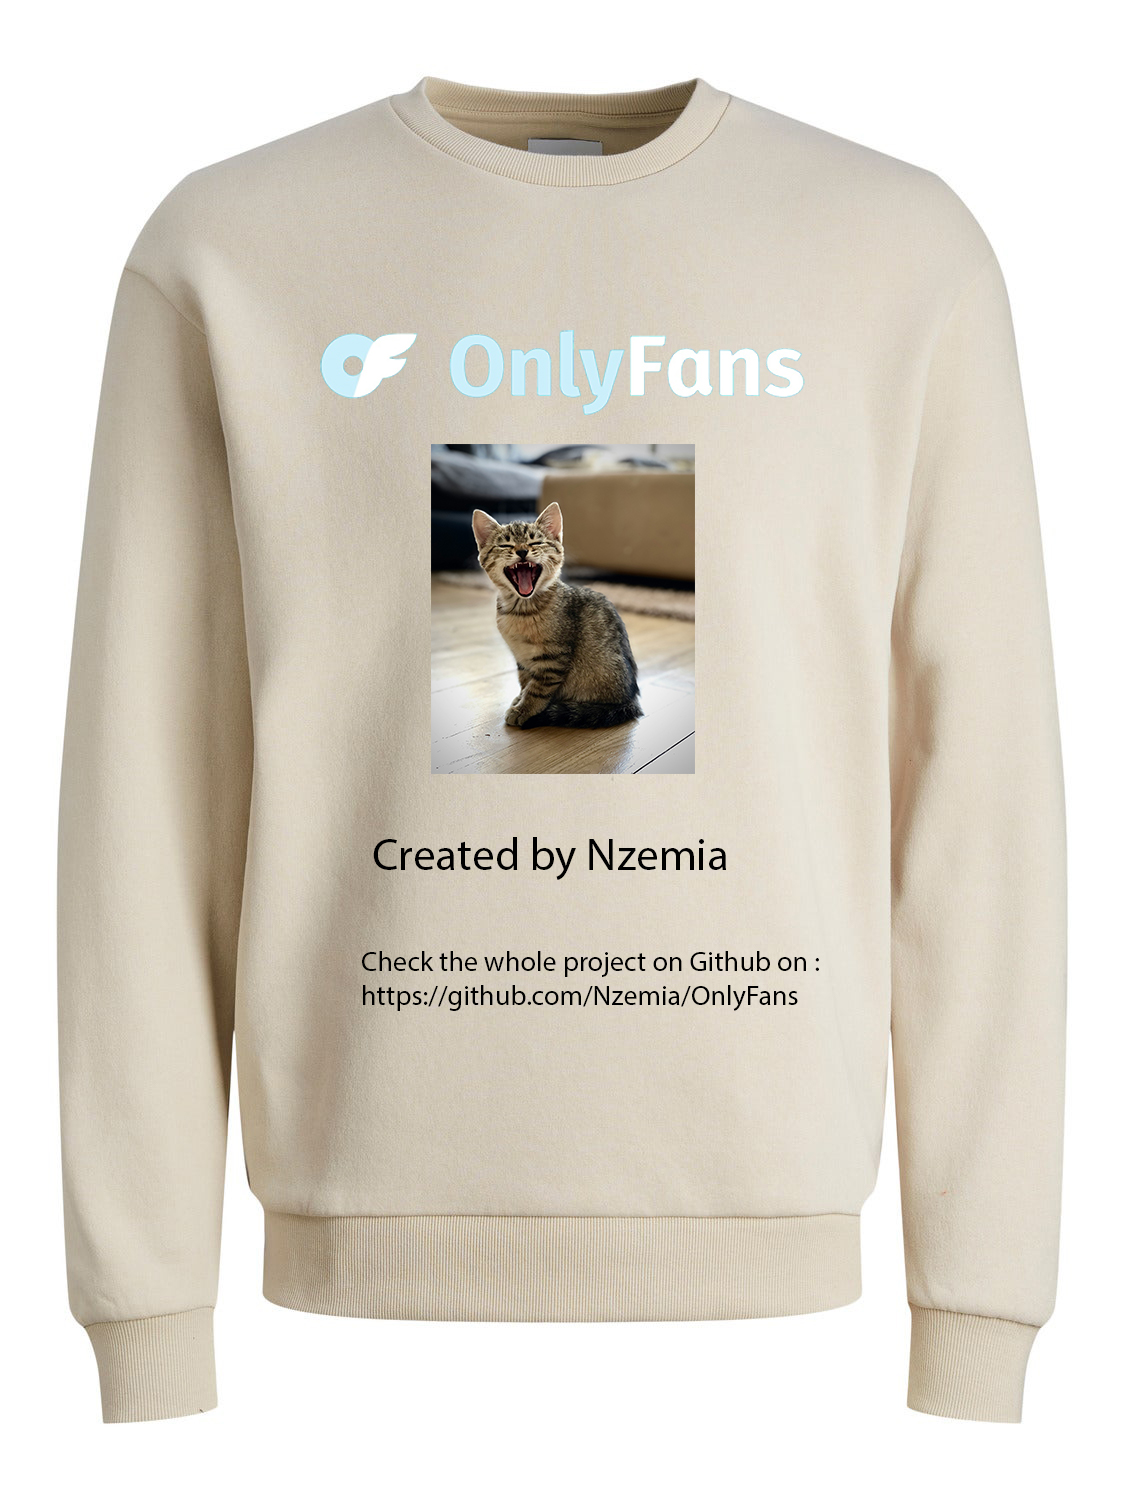 OnlyFans
Created by Nzemia
Check the whole project on Github on :
https://github.com/Nzemia/OnlyFans